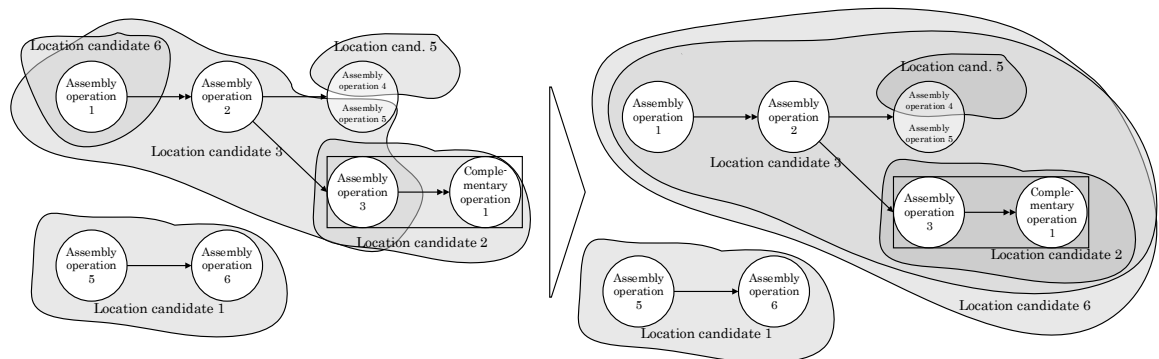 Location candidate 6
Location cand. 5
Assembly
operation
1
Assembly
operation
2
Assembly
operation 4
Assembly
operation 5
Location candidate 3
Assembly
operation
3
Comple-
mentary
operation
1
Location candidate 2
Assembly
operation
5
Assembly
operation
6
Location candidate 1
Location cand. 5
Assembly
operation
1
Assembly
operation
2
Assembly
operation 4
Assembly
operation 5
Location candidate 3
Assembly
operation
3
Comple-
mentary
operation
1
Location candidate 2
Assembly
operation
5
Assembly
operation
6
Location candidate 6
Location candidate 1